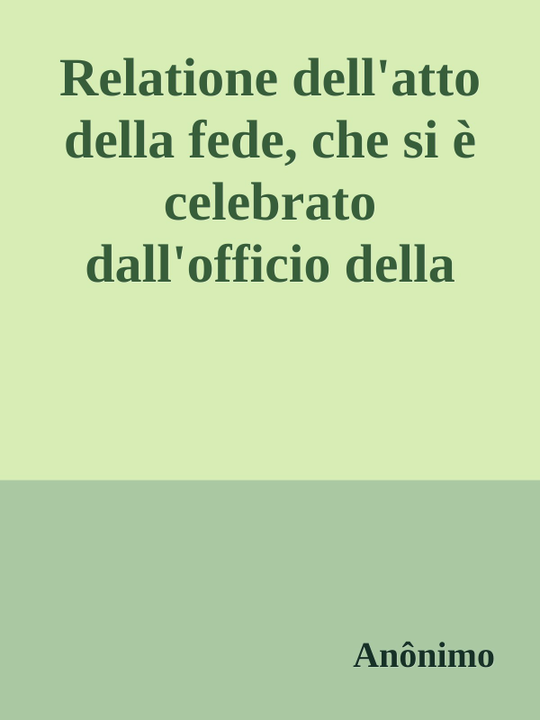 Relatione dell'atto
della fede, che si è
celebrato
dall'officio della
Anônimo